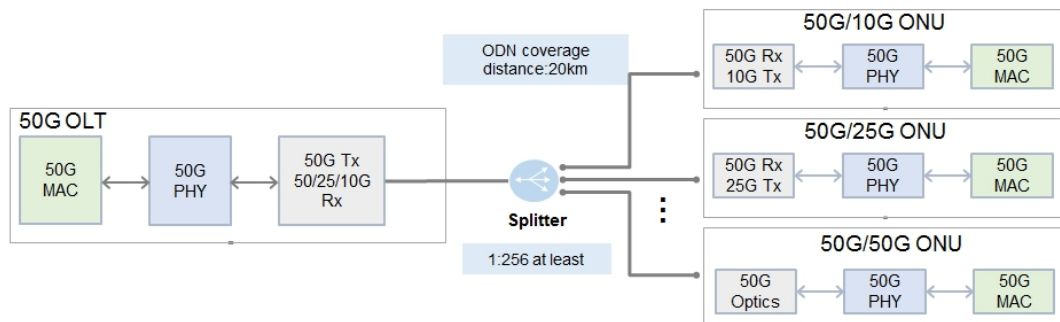 50G OLT
50G
MAC
50G
PHY
50G Tx
50/25/10G
Rx
ODN coverage
distance:20km
Splitter
1:256 at least
50G/10G ONU
50G Rx
10G Tx
50G
PHY
50G
MAC
50G/25G ONU
50G Rx
25G Tx
50G
PHY
50G
MAC
50G/50G ONU
50G
Optics
50G
PHY
50G
MAC